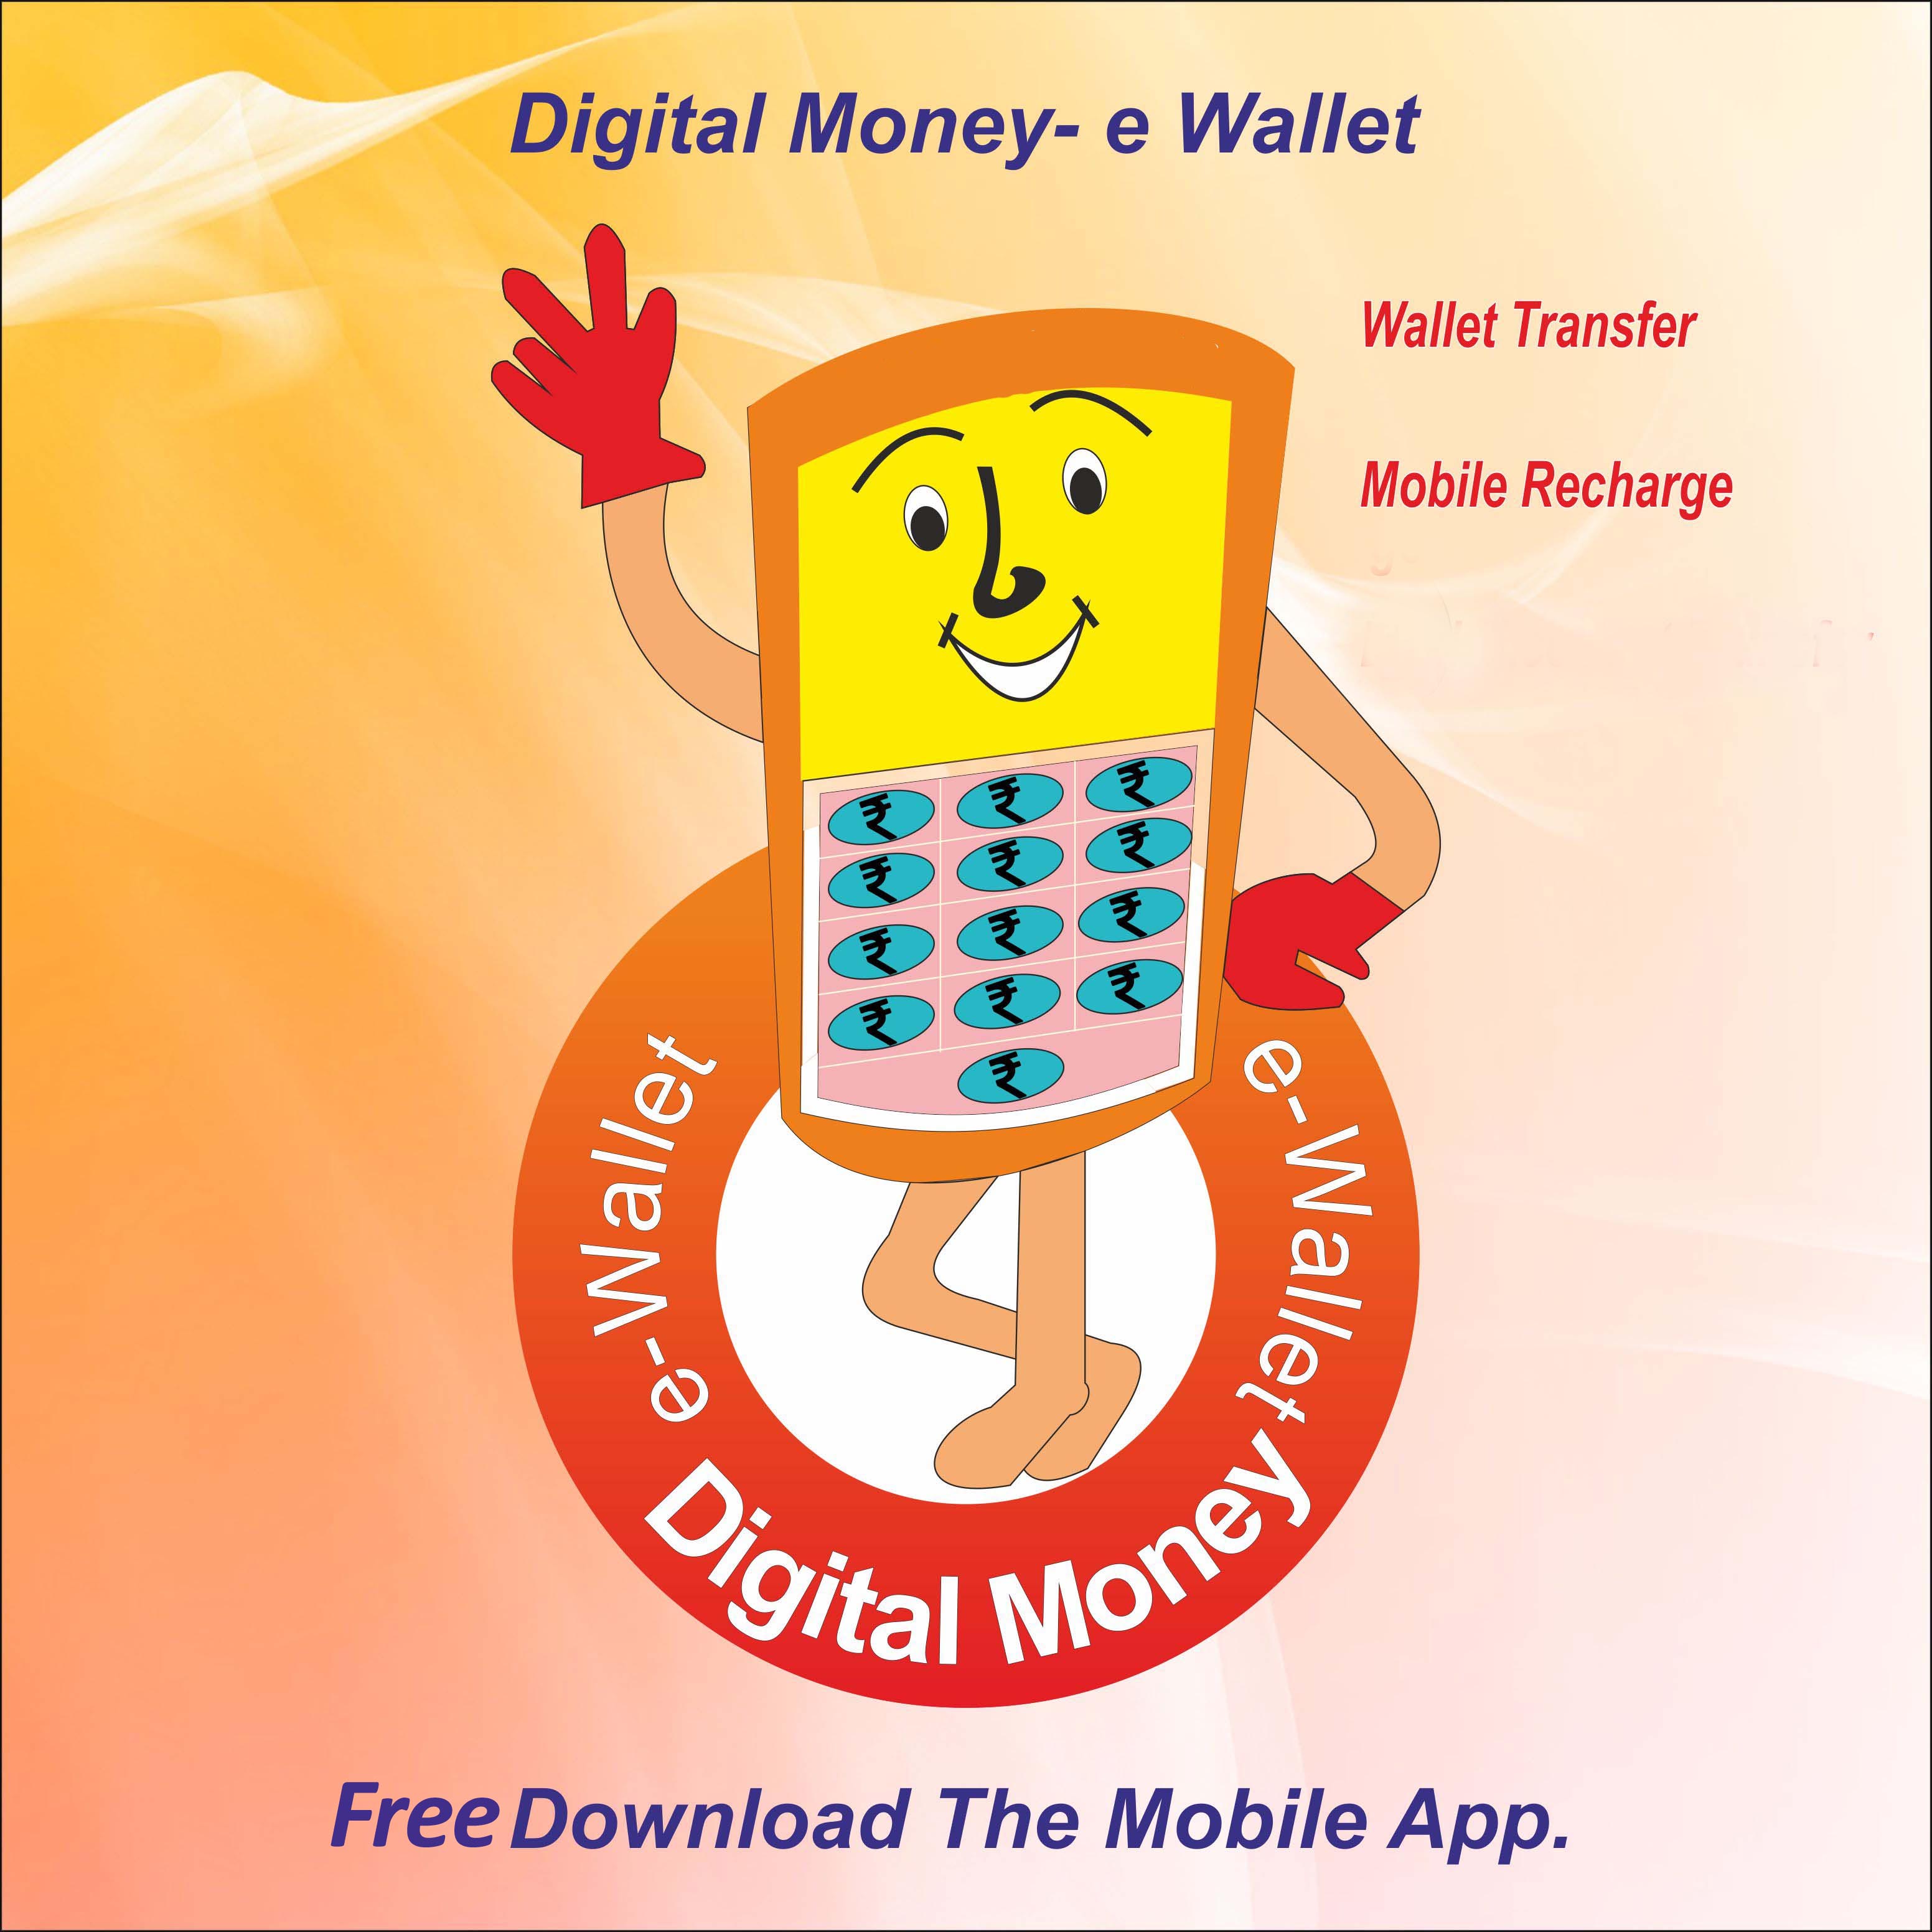 Digital Money- e Wallet
Wallet Transfer
Mobile Recharge
₹ ₹ ₹
₹ ₹ ₹
₹ ₹ ₹
₹ ₹ ₹
₹
e-Wallet
e-Wallet
Digital Money
Free Download The Mobile App.